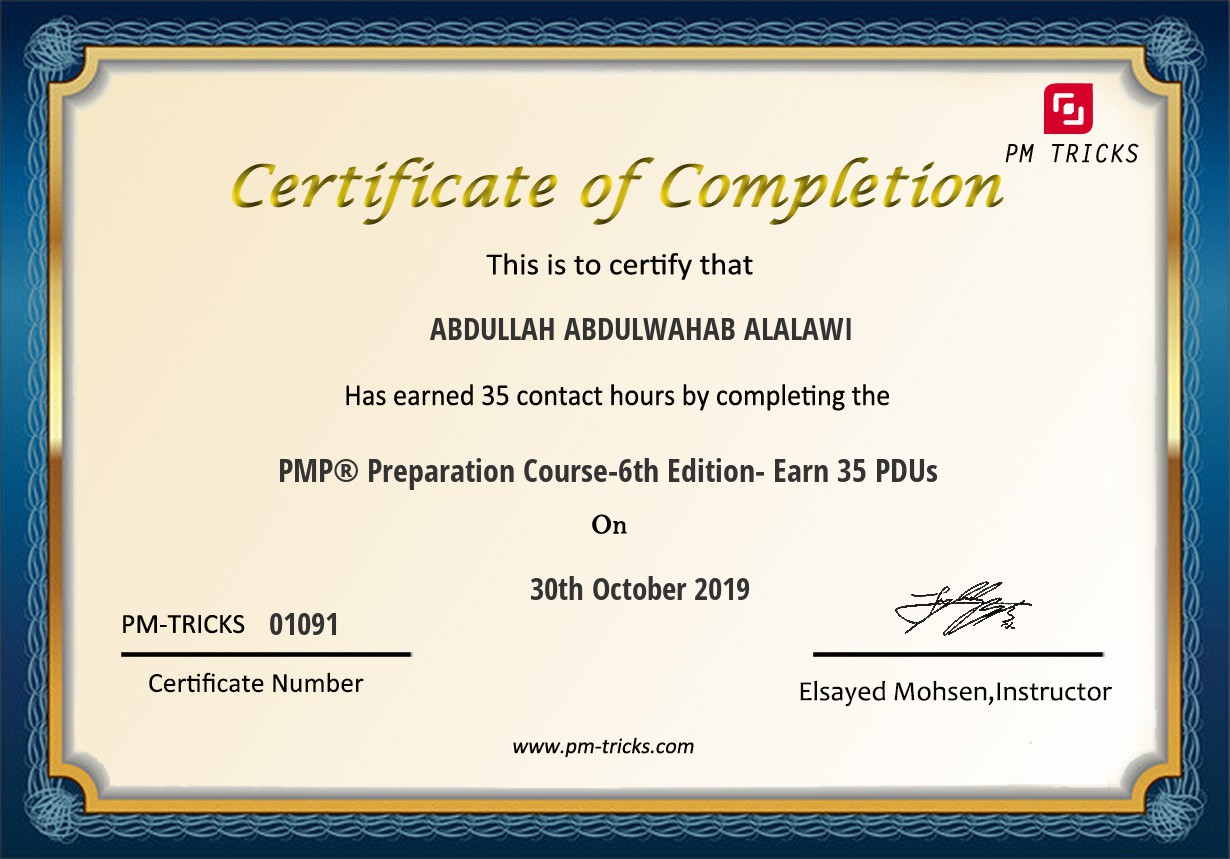 PM TRICKS
Certificate of Completion
This is to certify that
ABDULLAH ABDULWAHAB ALALAWI
Has earned 35 contact hours by completing the
PMP® Preparation Course-6th Edition- Earn 35 PDUs
On
30th October 2019
PM-TRICKS 01091
Certificate Number
Elsayed Mohsen,Instructor
www.pm-tricks.com